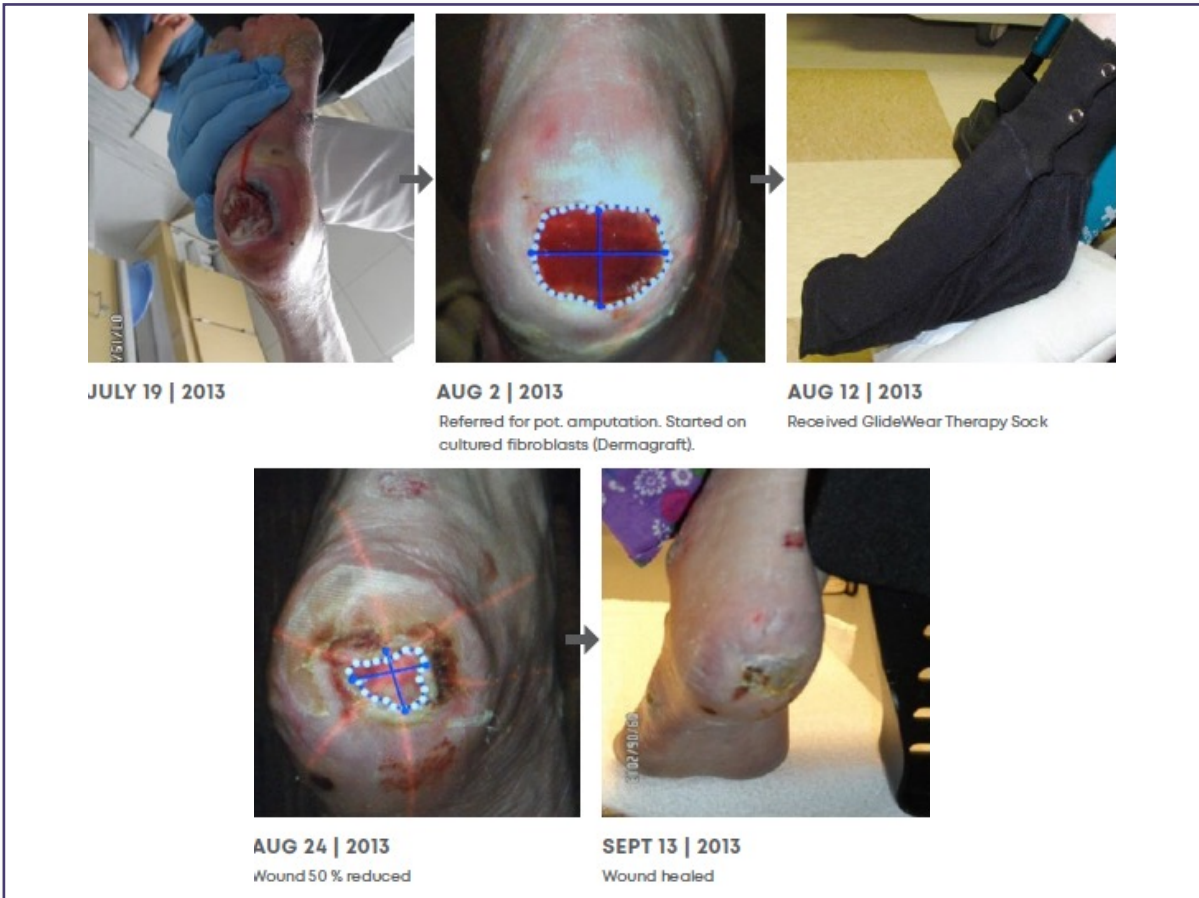 JULY 19 | 2013
AUG 2 | 2013
Referred for pot. amputation. Started on
cultured fibroblasts (Dermagraft).
AUG 12 | 2013
Received GlideWear Therapy Sock
AUG 24 | 2013
Wound 50 % reduced
SEPT 13 | 2013
Wound healed